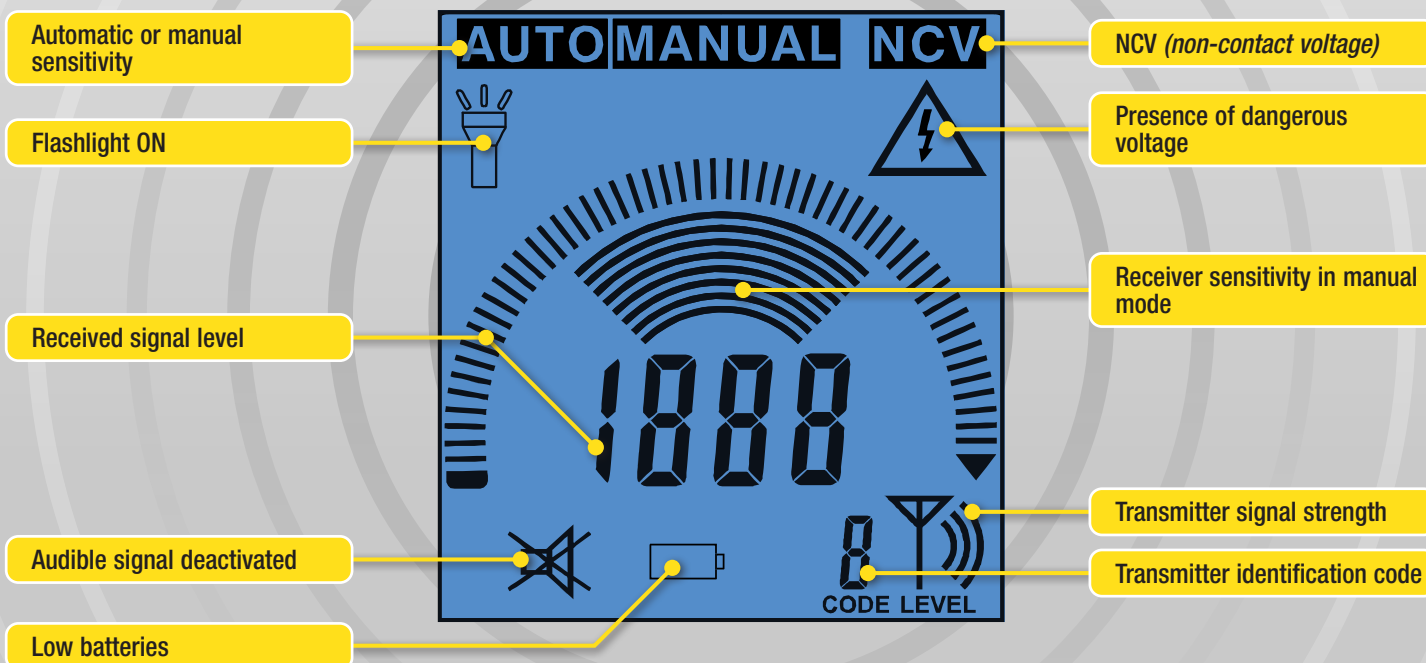 AUTO MANUAL NCV
Automatic or manual
sensitivity
NCV (non-contact voltage)
Flashlight ON
Presence of dangerous
voltage
Receiver sensitivity in manual
mode
Received signal level
1888
Transmitter signal strength
Audible signal deactivated
8
Transmitter identification code
CODE LEVEL
Low batteries